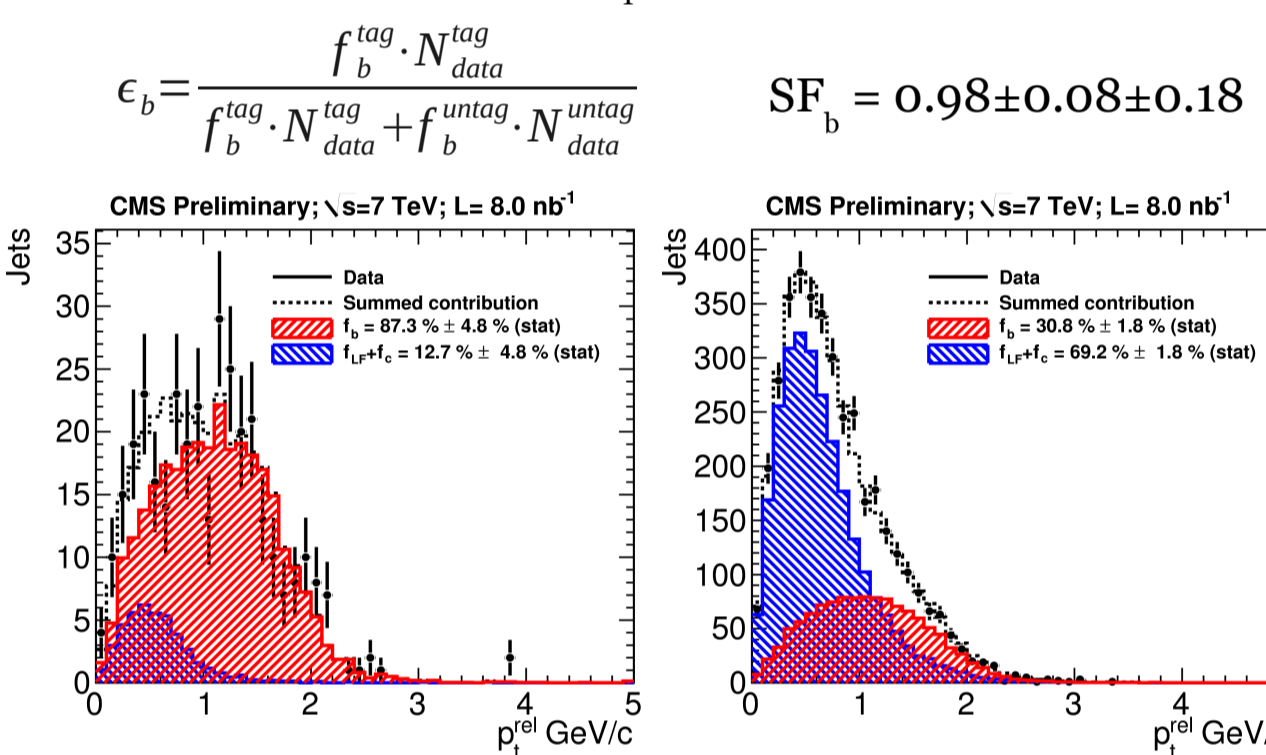 ϵ_b = f_b^tag · N_data^tag / (f_b^tag · N_data^tag + f_b^untag · N_data^untag)
SF_b = 0.98±0.08±0.18
CMS Preliminary; √s=7 TeV; L= 8.0 nb^-1
Jets
35
30
25
20
15
10
5
0
Data
Summed contribution
f_b = 87.3 % ± 4.8 % (stat)
f_LF+f_c = 12.7 % ± 4.8 % (stat)
0 1 2 3 4 5
p_t^rel GeV/c
CMS Preliminary; √s=7 TeV; L= 8.0 nb^-1
Jets
400
350
300
250
200
150
100
50
0
Data
Summed contribution
f_b = 30.8 % ± 1.8 % (stat)
f_LF+f_c = 69.2 % ± 1.8 % (stat)
0 1 2 3 4
p_t^rel GeV/